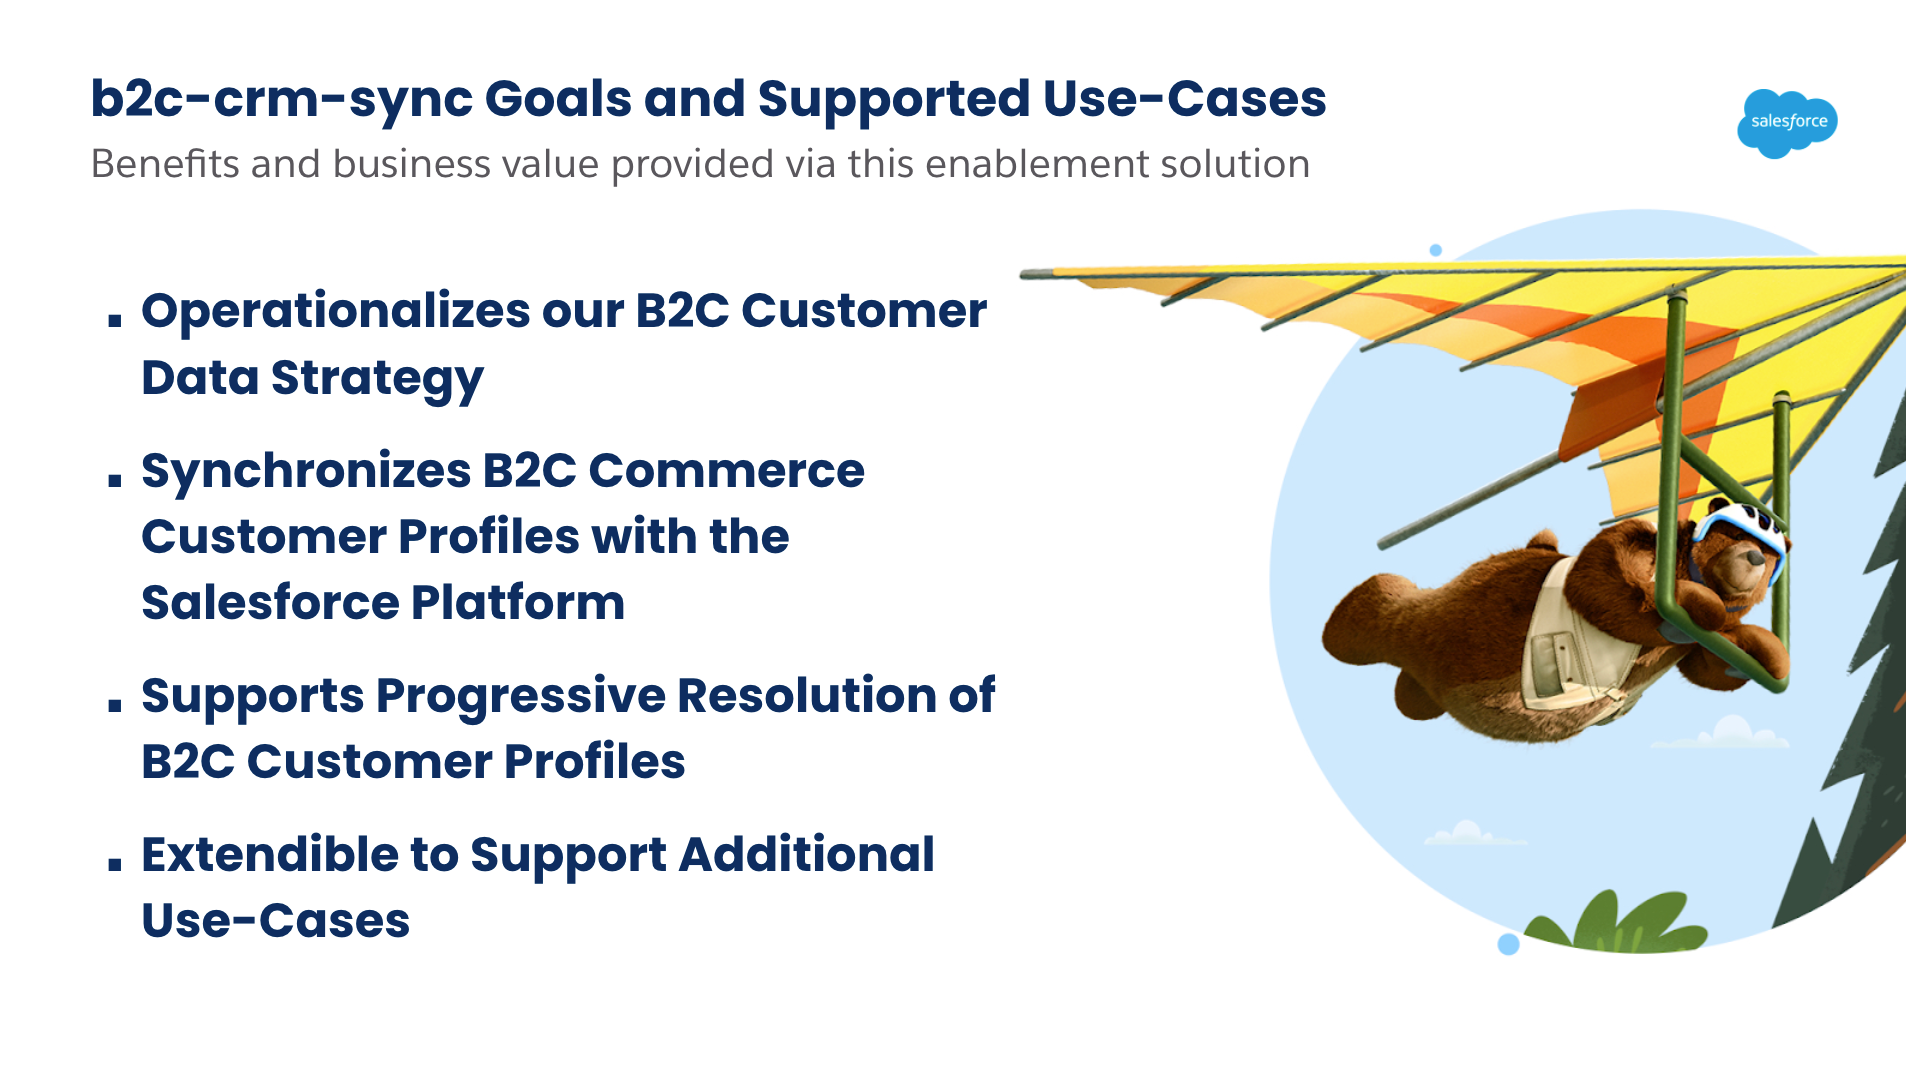 b2c-crm-sync Goals and Supported Use-Cases
Benefits and business value provided via this enablement solution
salesforce
▪ Operationalizes our B2C Customer
Data Strategy
▪ Synchronizes B2C Commerce
Customer Profiles with the
Salesforce Platform
▪ Supports Progressive Resolution of
B2C Customer Profiles
▪ Extendible to Support Additional
Use-Cases